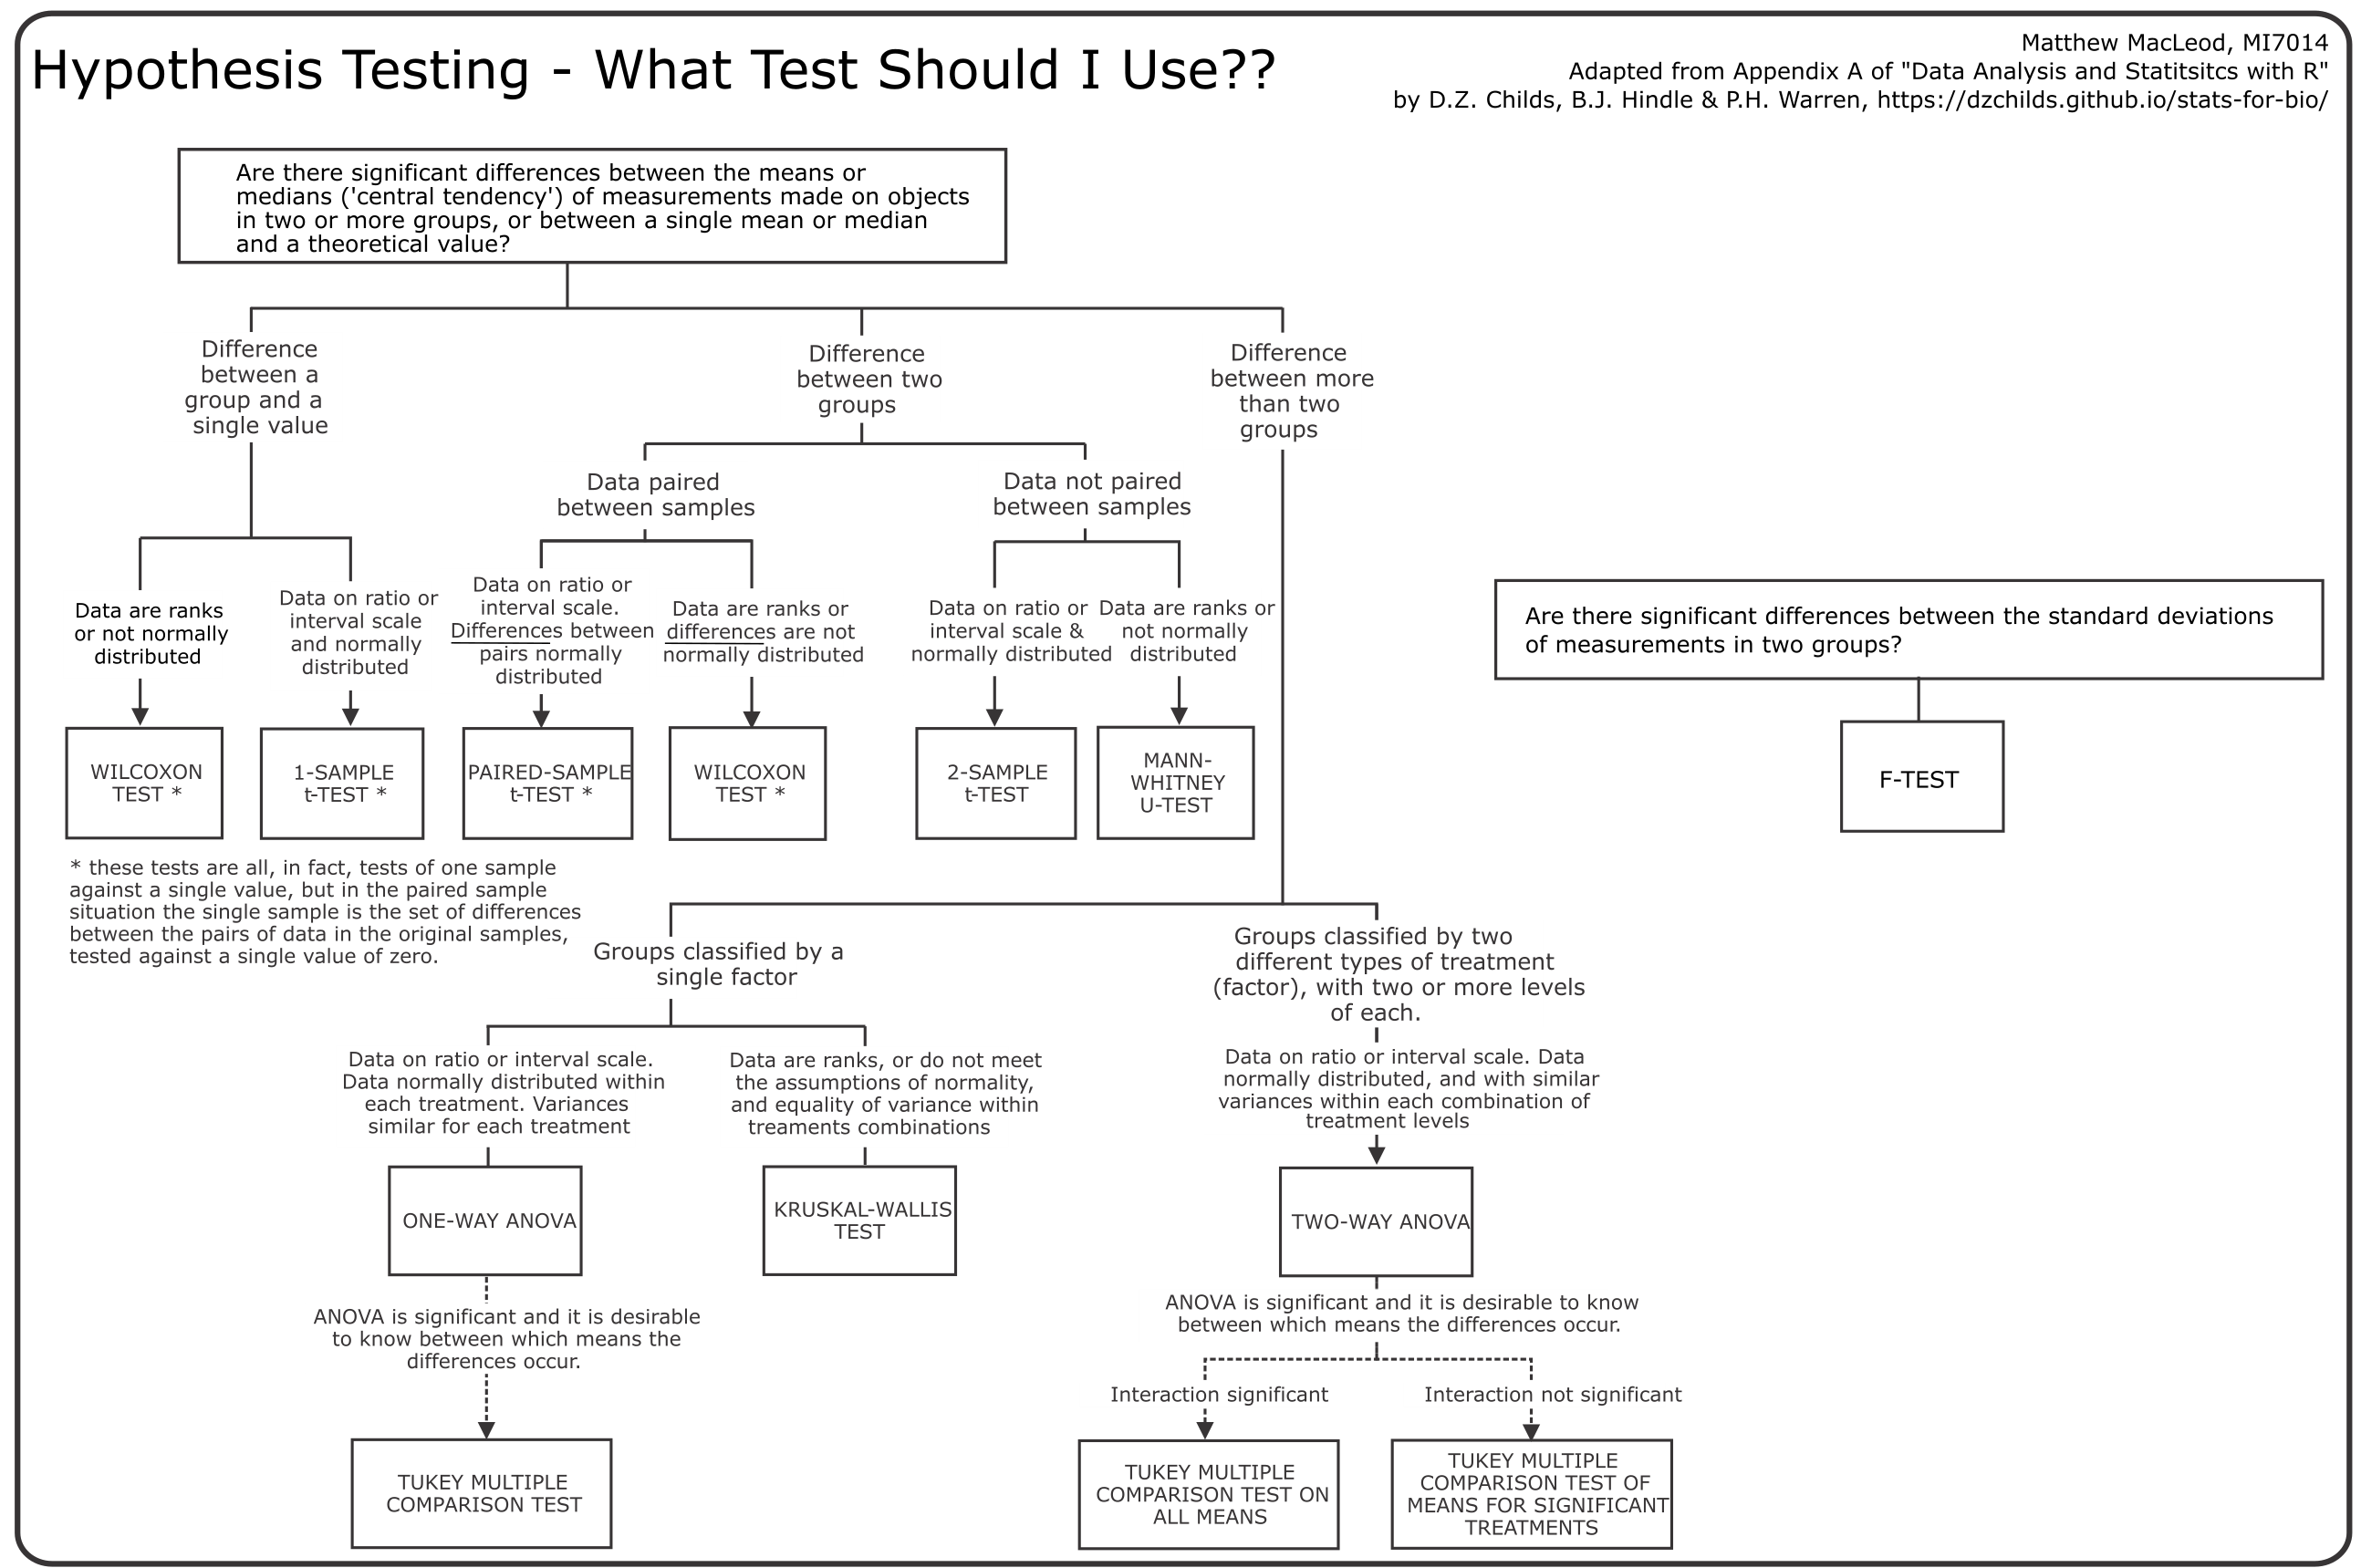 Hypothesis Testing - What Test Should I Use??
Matthew MacLeod, MI7014
Adapted from Appendix A of "Data Analysis and Statitsitcs with R"
by D.Z. Childs, B.J. Hindle & P.H. Warren, https://dzchilds.github.io/stats-for-bio/
Are there significant differences between the means or
medians ('central tendency') of measurements made on objects
in two or more groups, or between a single mean or median
and a theoretical value?
Difference
between a
group and a
single value
Difference
between two
groups
Difference
between more
than two
groups
Data paired
between samples
Data not paired
between samples
Data are ranks
or not normally
distributed
Data on ratio or
interval scale
and normally
distributed
Data on ratio or
interval scale.
Differences between
pairs normally
distributed
Data are ranks or
differences are not
normally distributed
Data on ratio or
interval scale &
normally distributed
Data are ranks or
not normally
distributed
WILCOXON
TEST *
1-SAMPLE
t-TEST *
PAIRED-SAMPLE
t-TEST *
WILCOXON
TEST *
2-SAMPLE
t-TEST
MANN-
WHITNEY
U-TEST
Are there significant differences between the standard deviations
of measurements in two groups?
F-TEST
* these tests are all, in fact, tests of one sample
against a single value, but in the paired sample
situation the single sample is the set of differences
between the pairs of data in the original samples,
tested against a single value of zero.
Groups classified by a
single factor
Groups classified by two
different types of treatment
(factor), with two or more levels
of each.
Data on ratio or interval scale.
Data normally distributed within
each treatment. Variances
similar for each treatment
Data are ranks, or do not meet
the assumptions of normality,
and equality of variance within
treaments combinations
Data on ratio or interval scale. Data
normally distributed, and with similar
variances within each combination of
treatment levels
ONE-WAY ANOVA
KRUSKAL-WALLIS
TEST
TWO-WAY ANOVA
ANOVA is significant and it is desirable
to know between which means the
differences occur.
ANOVA is significant and it is desirable to know
between which means the differences occur.
Interaction significant
Interaction not significant
TUKEY MULTIPLE
COMPARISON TEST
TUKEY MULTIPLE
COMPARISON TEST ON
ALL MEANS
TUKEY MULTIPLE
COMPARISON TEST OF
MEANS FOR SIGNIFICANT
TREATMENTS